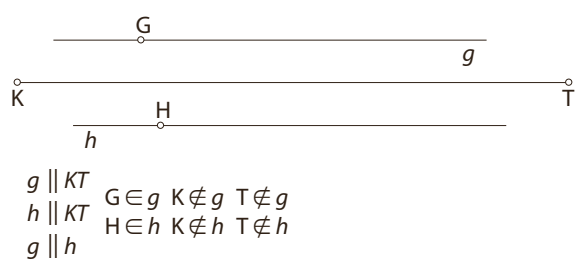 G
g
K T
H
h
g || KT
G ∈ g K ∉ g T ∉ g
h || KT
H ∈ h K ∉ h T ∉ h
g || h